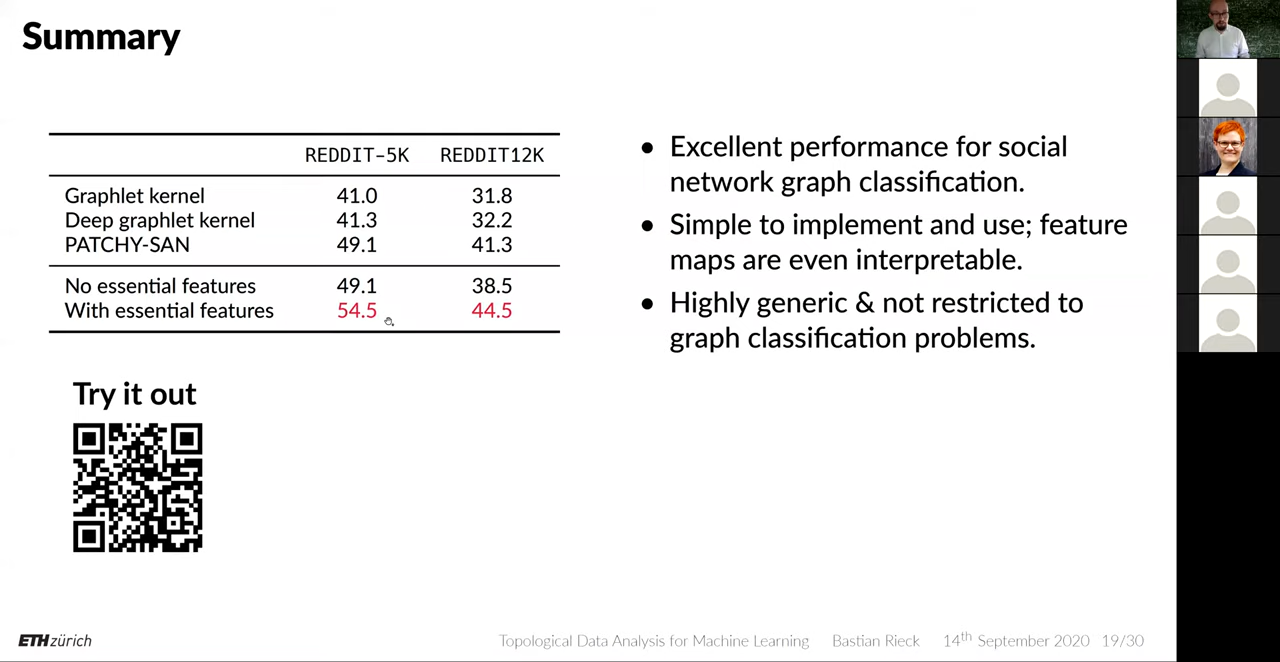 Summary
REDDIT-5K REDDIT12K
Graphlet kernel 41.0 31.8
Deep graphlet kernel 41.3 32.2
PATCHY-SAN 49.1 41.3
No essential features 49.1 38.5
With essential features 54.5 44.5
Try it out
• Excellent performance for social
network graph classification.
• Simple to implement and use; feature
maps are even interpretable.
• Highly generic & not restricted to
graph classification problems.
ETH zürich
Topological Data Analysis for Machine Learning Bastian Rieck 14th September 2020 19/30